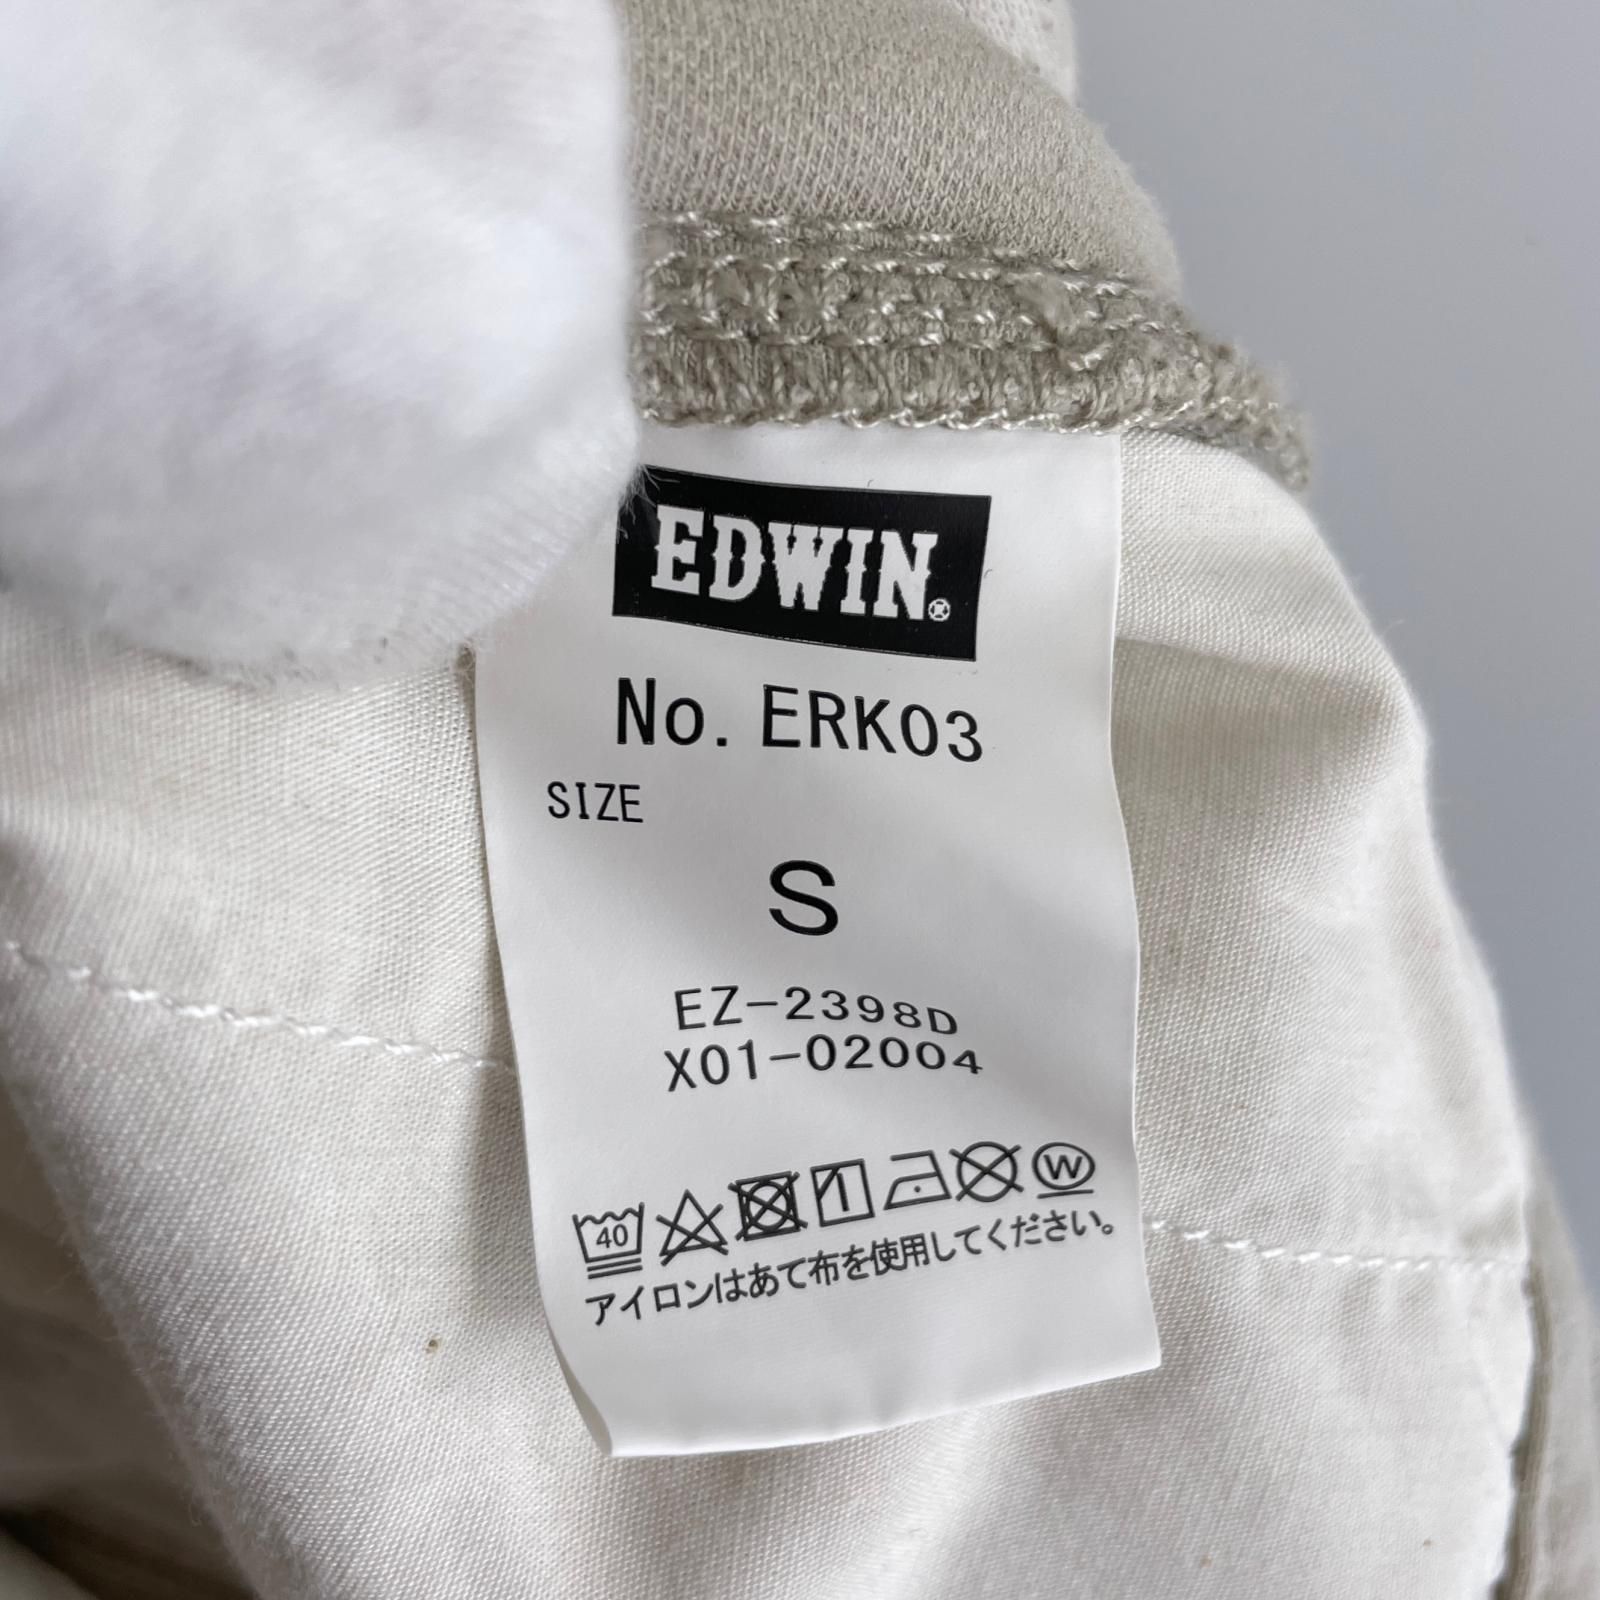 EDWIN®
No. ERK03
SIZE
S
EZ-2398D
X01-02004
40 W
アイロンはあて布を使用してください。